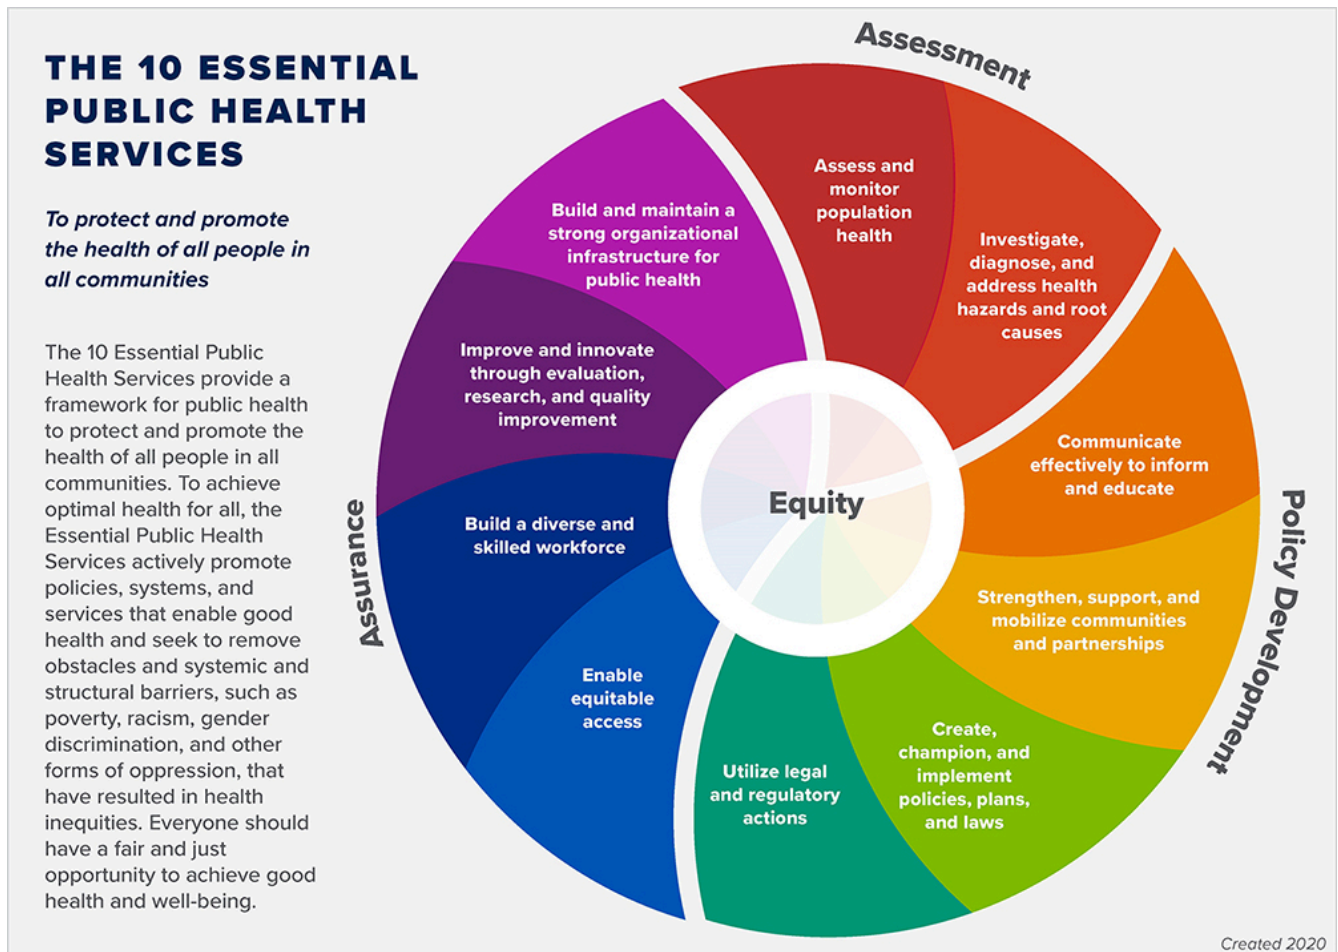 THE 10 ESSENTIAL
PUBLIC HEALTH
SERVICES
To protect and promote
the health of all people in
all communities
The 10 Essential Public
Health Services provide a
framework for public health
to protect and promote the
health of all people in all
communities. To achieve
optimal health for all, the
Essential Public Health
Services actively promote
policies, systems, and
services that enable good
health and seek to remove
obstacles and systemic and
structural barriers, such as
poverty, racism, gender
discrimination, and other
forms of oppression, that
have resulted in health
inequities. Everyone should
have a fair and just
opportunity to achieve good
health and well-being.
Assessment
Assess and
monitor
population
health
Investigate,
diagnose, and
address health
hazards and root
causes
Policy Development
Communicate
effectively to inform
and educate
Strengthen, support, and
mobilize communities
and partnerships
Create,
champion, and
implement
policies, plans,
and laws
Utilize legal
and regulatory
actions
Assurance
Enable
equitable
access
Build a diverse and
skilled workforce
Improve and innovate
through evaluation,
research, and quality
improvement
Build and maintain a
strong organizational
infrastructure for
public health
Equity
Created 2020